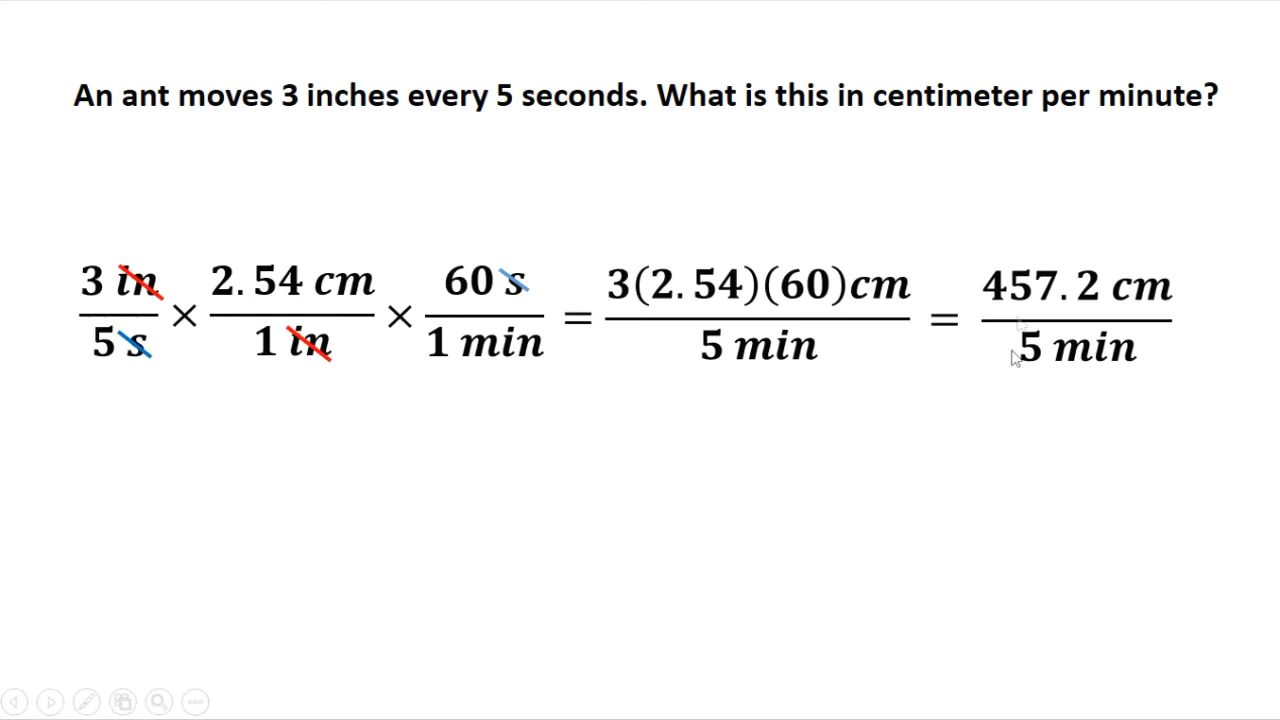 An ant moves 3 inches every 5 seconds. What is this in centimeter per minute?
3 in / 5 s × 2.54 cm / 1 in × 60 s / 1 min = 3(2.54)(60)cm / 5 min = 457.2 cm / 5 min